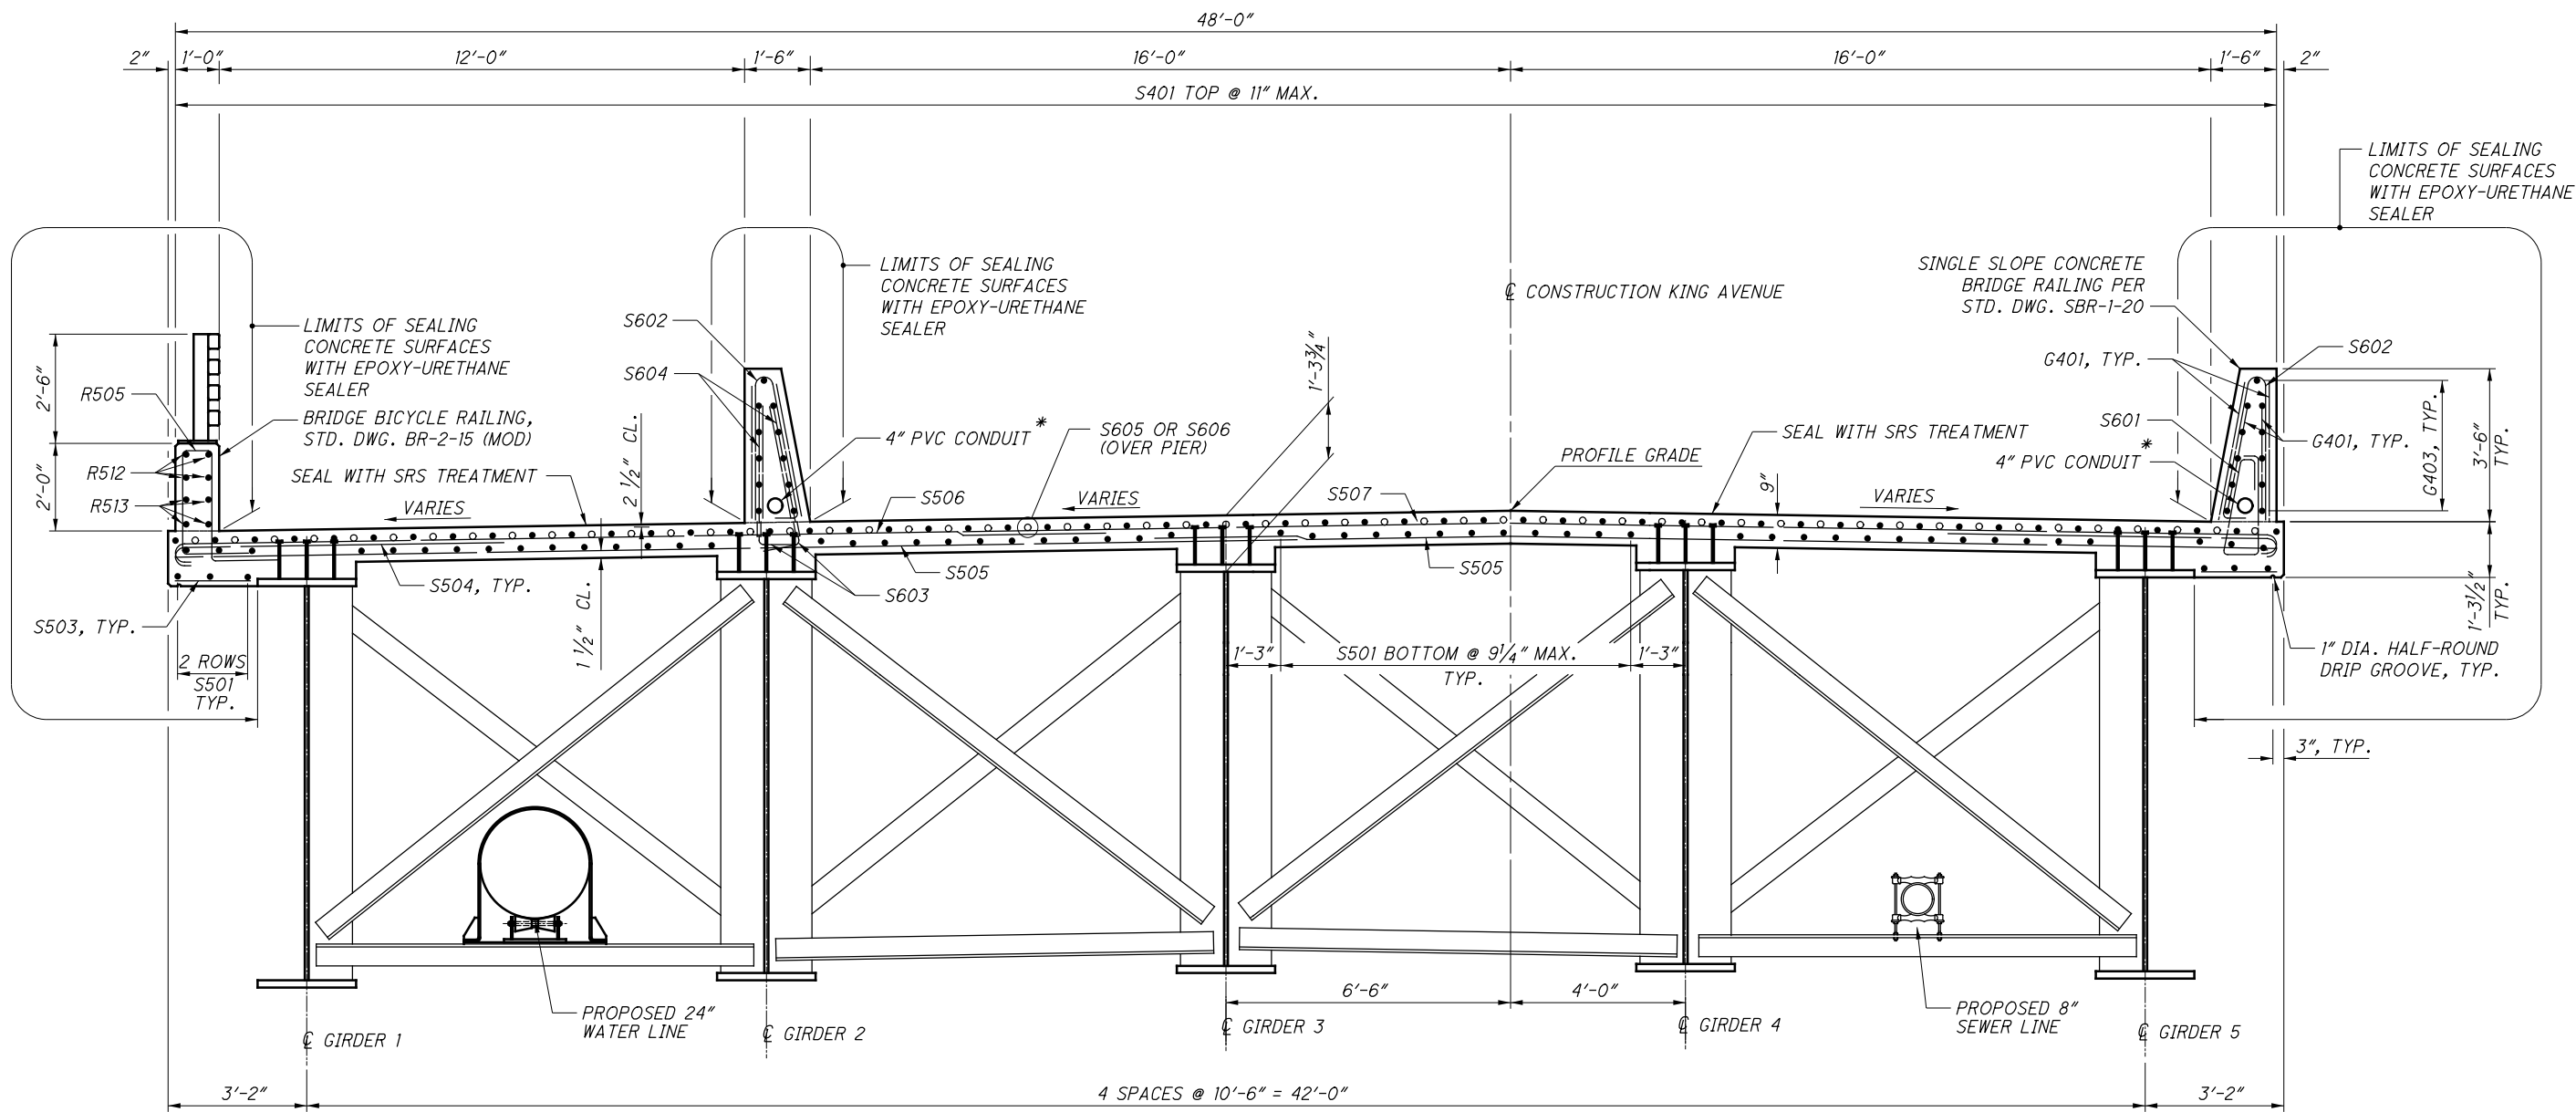 48'-0"
2"
1'-0"
12'-0"
1'-6"
16'-0"
16'-0"
1'-6"
2"
S401 TOP @ 11" MAX.
LIMITS OF SEALING
CONCRETE SURFACES
WITH EPOXY-URETHANE
SEALER
LIMITS OF SEALING
CONCRETE SURFACES
WITH EPOXY-URETHANE
SEALER
SINGLE SLOPE CONCRETE
BRIDGE RAILING PER
STD. DWG. SBR-1-20
℄ CONSTRUCTION KING AVENUE
LIMITS OF SEALING
CONCRETE SURFACES
WITH EPOXY-URETHANE
SEALER
S602
S604
1'-3¾"
G401, TYP.
S602
2'-6"
R505
BRIDGE BICYCLE RAILING,
STD. DWG. BR-2-15 (MOD)
2 1/2" CL.
4" PVC CONDUIT *
S605 OR S606
(OVER PIER)
SEAL WITH SRS TREATMENT
PROFILE GRADE
S601
4" PVC CONDUIT *
G401, TYP.
G403, TYP.
3'-6"
TYP.
2'-0"
R512
R513
SEAL WITH SRS TREATMENT
VARIES
S506
VARIES
S507
9"
VARIES
S504, TYP.
S505
S603
S505
1 1/2" CL.
S503, TYP.
1'-3½"
TYP.
2 ROWS
S501
TYP.
1'-3"
S501 BOTTOM @ 9¼" MAX.
TYP.
1'-3"
1" DIA. HALF-ROUND
DRIP GROOVE, TYP.
3", TYP.
6'-6"
4'-0"
PROPOSED 24"
WATER LINE
PROPOSED 8"
SEWER LINE
℄ GIRDER 1
℄ GIRDER 2
℄ GIRDER 3
℄ GIRDER 4
℄ GIRDER 5
3'-2"
4 SPACES @ 10'-6" = 42'-0"
3'-2"